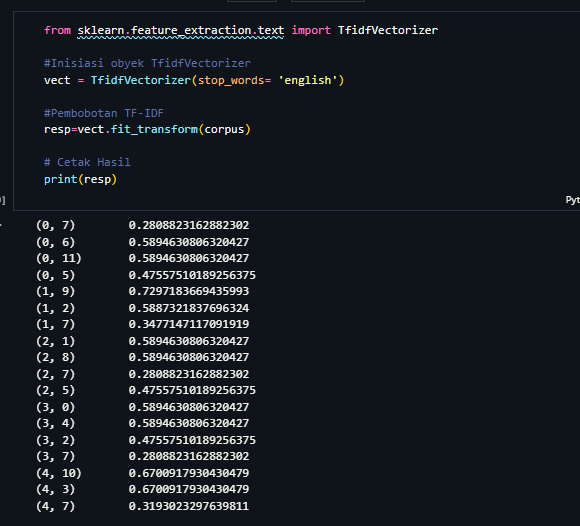 from sklearn.feature_extraction.text import TfidfVectorizer
#Inisiasi obyek TfidfVectorizer
vect = TfidfVectorizer(stop_words= 'english')
#Pembobotan TF-IDF
resp=vect.fit_transform(corpus)
# Cetak Hasil
print(resp)
Pyt
(0, 7) 0.2808823162882302
(0, 6) 0.5894630806320427
(0, 11) 0.5894630806320427
(0, 5) 0.47557510189256375
(1, 9) 0.7297183669435993
(1, 2) 0.5887321837696324
(1, 7) 0.3477147117091919
(2, 1) 0.5894630806320427
(2, 8) 0.5894630806320427
(2, 7) 0.2808823162882302
(2, 5) 0.47557510189256375
(3, 0) 0.5894630806320427
(3, 4) 0.5894630806320427
(3, 2) 0.47557510189256375
(3, 7) 0.2808823162882302
(4, 10) 0.6700917930430479
(4, 3) 0.6700917930430479
(4, 7) 0.3193023297639811